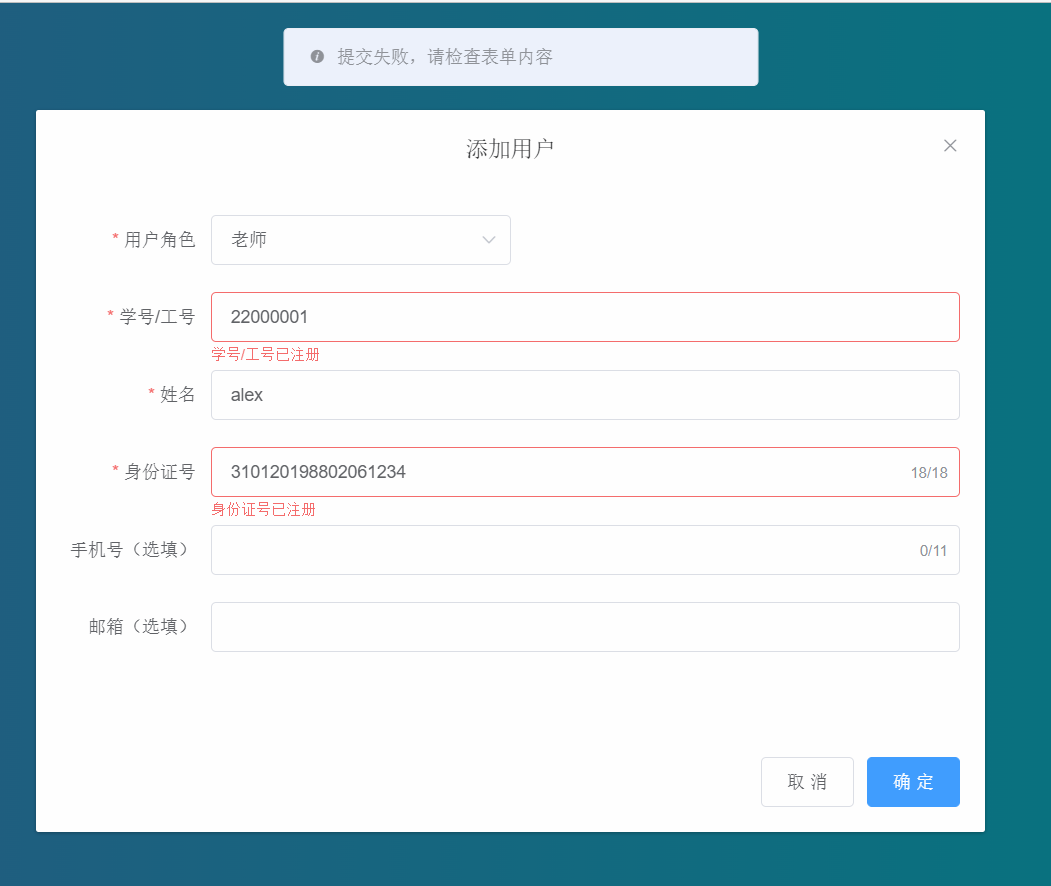 提交失败，请检查表单内容
添加用户
* 用户角色 老师
* 学号/工号 22000001
学号/工号已注册
* 姓名 alex
* 身份证号 310120198802061234 18/18
身份证号已注册
手机号（选填） 0/11
邮箱（选填）
取 消 确 定